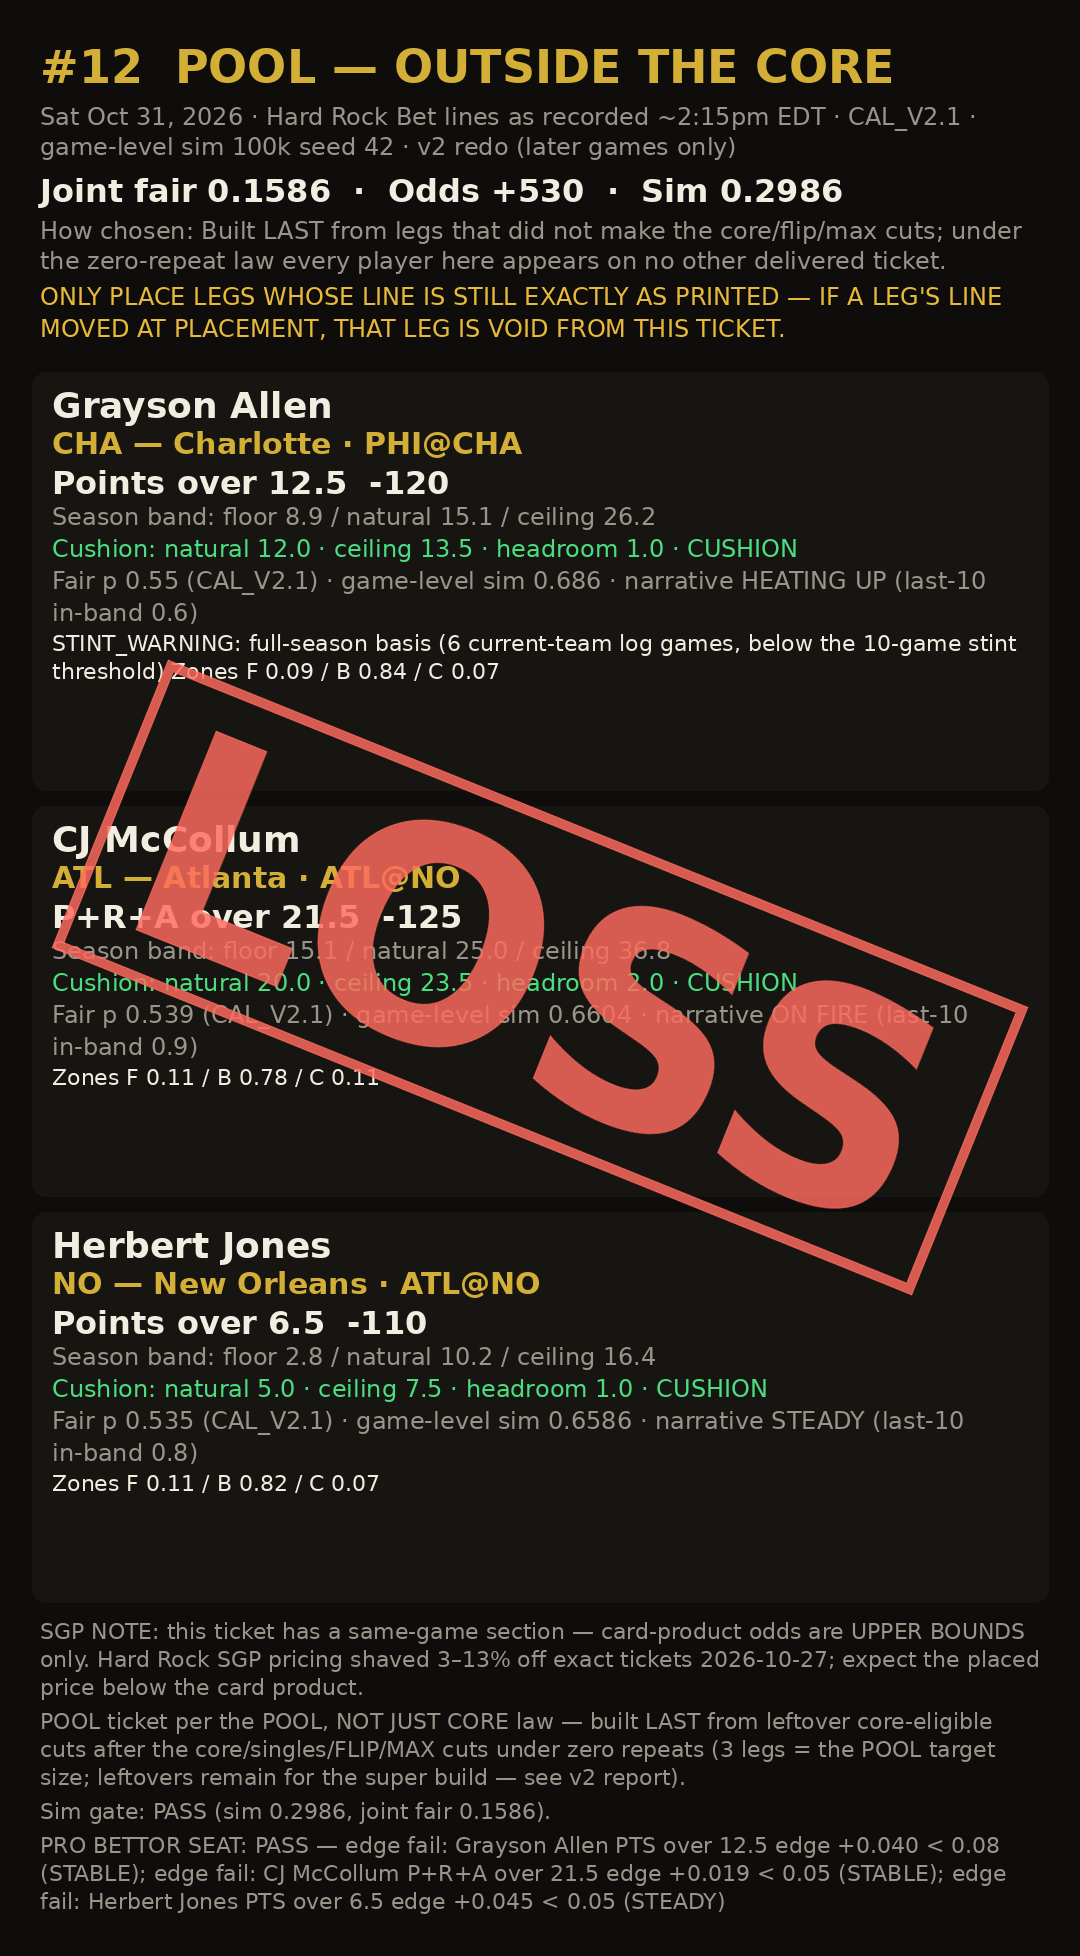 #12  POOL — OUTSIDE THE CORE
Sat Oct 31, 2026 · Hard Rock Bet lines as recorded ~2:15pm EDT · CAL_V2.1 ·
game-level sim 100k seed 42 · v2 redo (later games only)
Joint fair 0.1586  ·  Odds +530  ·  Sim 0.2986
How chosen: Built LAST from legs that did not make the core/flip/max cuts; under
the zero-repeat law every player here appears on no other delivered ticket.
ONLY PLACE LEGS WHOSE LINE IS STILL EXACTLY AS PRINTED — IF A LEG'S LINE
MOVED AT PLACEMENT, THAT LEG IS VOID FROM THIS TICKET.
Grayson Allen
CHA — Charlotte · PHI@CHA
Points over 12.5  -120
Season band: floor 8.9 / natural 15.1 / ceiling 26.2
Cushion: natural 12.0 · ceiling 13.5 · headroom 1.0 · CUSHION
Fair p 0.55 (CAL_V2.1) · game-level sim 0.686 · narrative HEATING UP (last-10
in-band 0.6)
STINT_WARNING: full-season basis (6 current-team log games, below the 10-game stint
threshold) Zones F 0.09 / B 0.84 / C 0.07
LOSS
CJ McCollum
ATL — Atlanta · ATL@NO
P+R+A over 21.5  -125
Season band: floor 15.1 / natural 25.0 / ceiling 36.8
Cushion: natural 20.0 · ceiling 23.5 · headroom 2.0 · CUSHION
Fair p 0.539 (CAL_V2.1) · game-level sim 0.6604 · narrative ON FIRE (last-10
in-band 0.9)
Zones F 0.11 / B 0.78 / C 0.11
Herbert Jones
NO — New Orleans · ATL@NO
Points over 6.5  -110
Season band: floor 2.8 / natural 10.2 / ceiling 16.4
Cushion: natural 5.0 · ceiling 7.5 · headroom 1.0 · CUSHION
Fair p 0.535 (CAL_V2.1) · game-level sim 0.6586 · narrative STEADY (last-10
in-band 0.8)
Zones F 0.11 / B 0.82 / C 0.07
SGP NOTE: this ticket has a same-game section — card-product odds are UPPER BOUNDS
only. Hard Rock SGP pricing shaved 3–13% off exact tickets 2026-10-27; expect the placed
price below the card product.
POOL ticket per the POOL, NOT JUST CORE law — built LAST from leftover core-eligible
cuts after the core/singles/FLIP/MAX cuts under zero repeats (3 legs = the POOL target
size; leftovers remain for the super build — see v2 report).
Sim gate: PASS (sim 0.2986, joint fair 0.1586).
PRO BETTOR SEAT: PASS — edge fail: Grayson Allen PTS over 12.5 edge +0.040 < 0.08
(STABLE); edge fail: CJ McCollum P+R+A over 21.5 edge +0.019 < 0.05 (STABLE); edge
fail: Herbert Jones PTS over 6.5 edge +0.045 < 0.05 (STEADY)